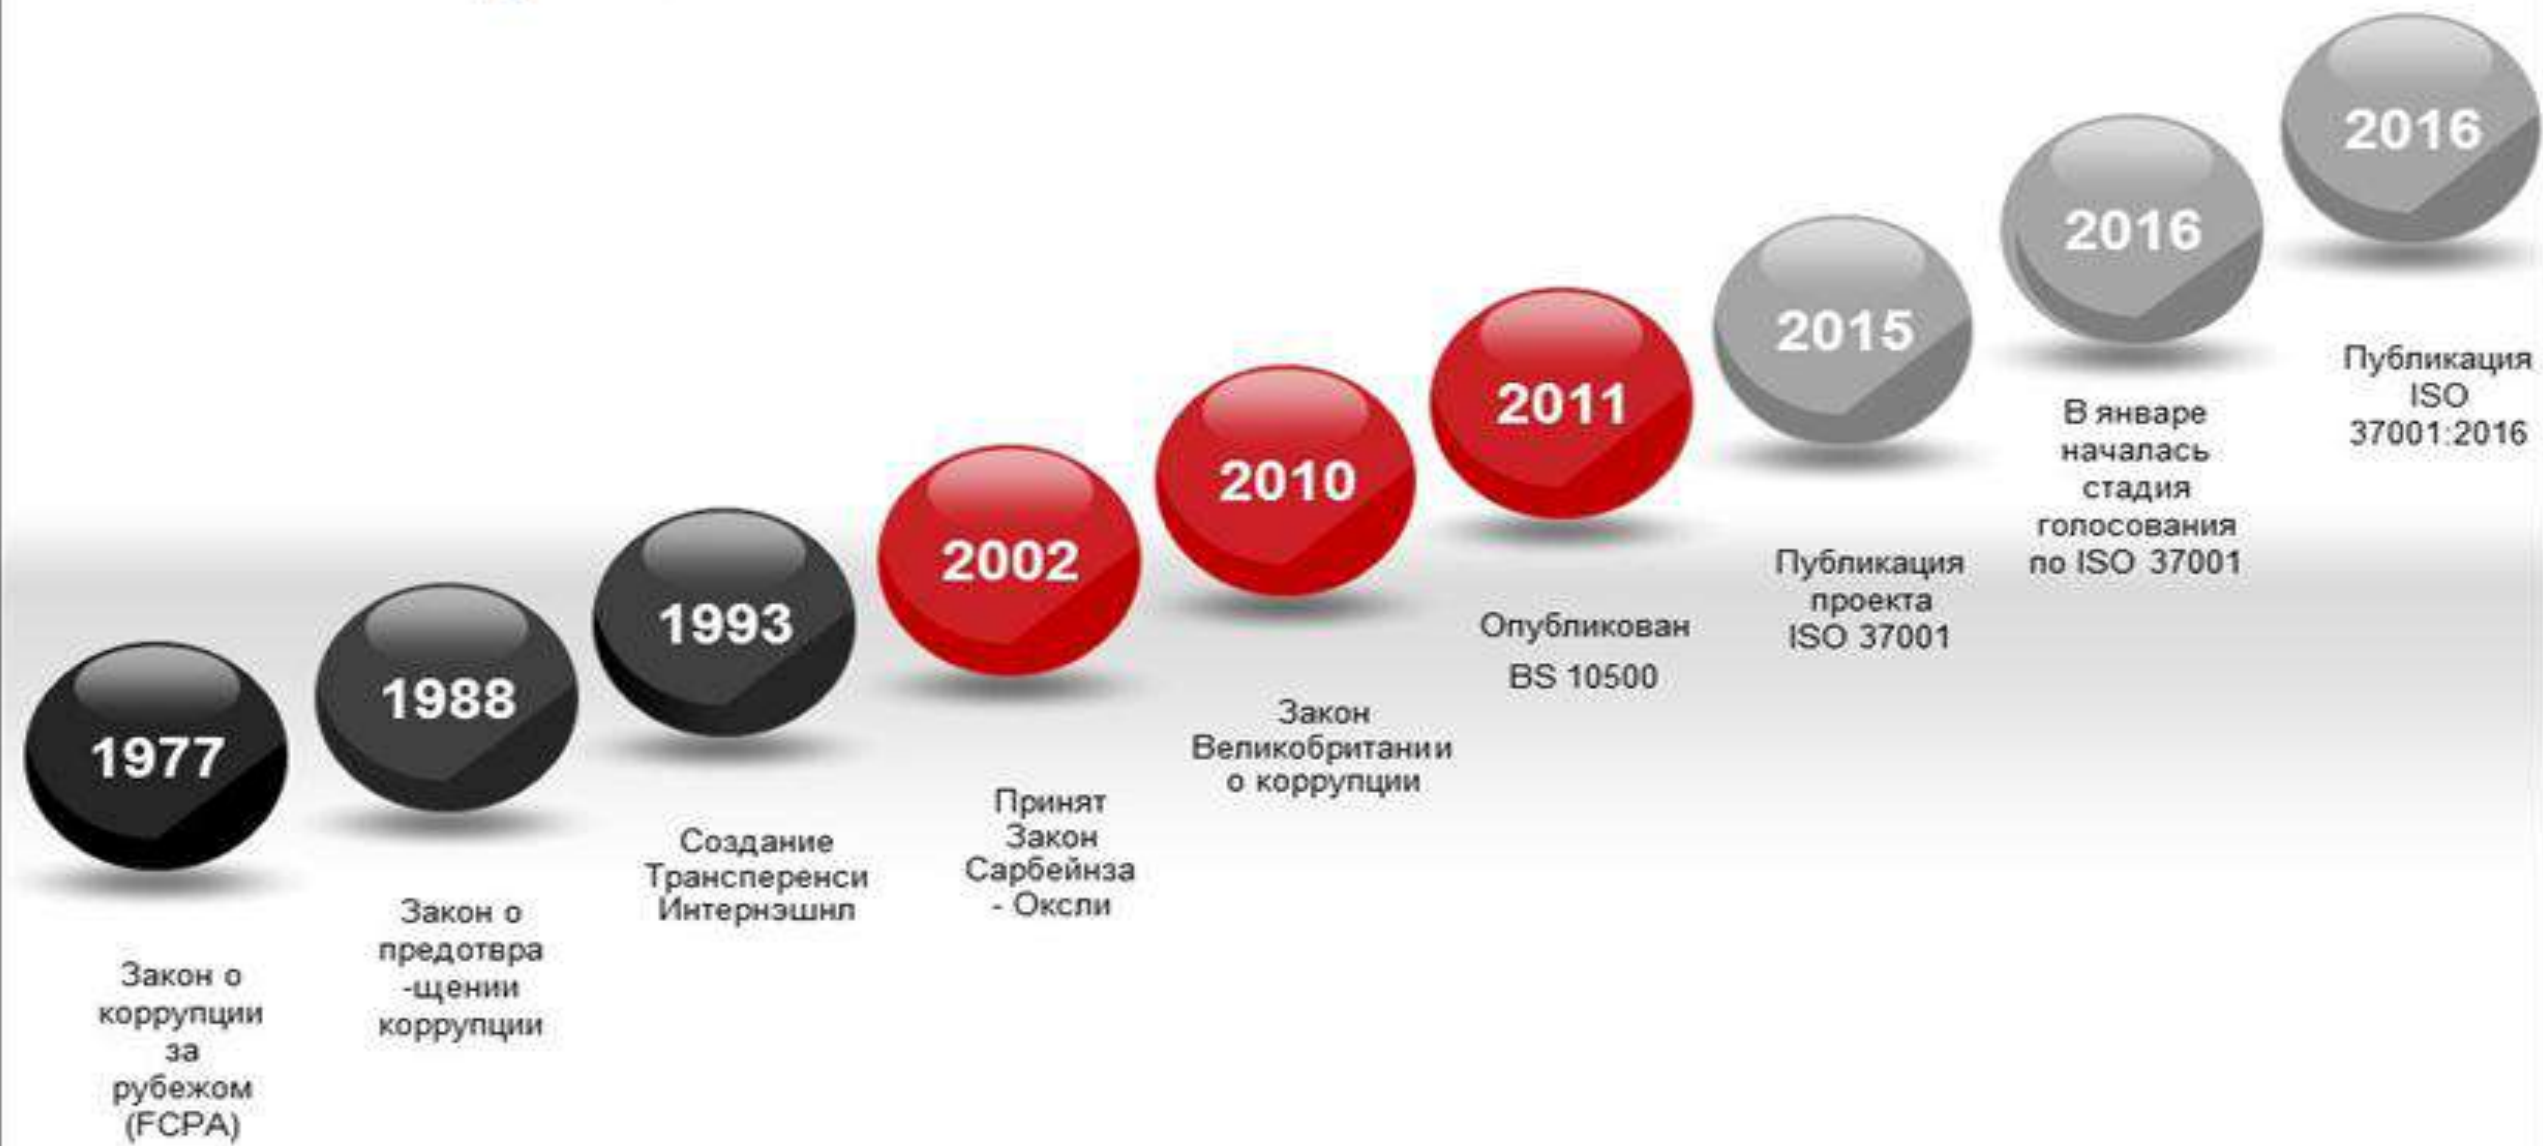 1977
Закон о
коррупции
за
рубежом
(FCPA)
1988
Закон о
предотвра
-щении
коррупции
1993
Создание
Трансперенси
Интернэшнл
2002
Принят
Закон
Сарбейнза
- Оксли
2010
Закон
Великобритании
о коррупции
2011
Опубликован
BS 10500
2015
Публикация
проекта
ISO 37001
2016
В январе
началась
стадия
голосования
по ISO 37001
2016
Публикация
ISO
37001:2016